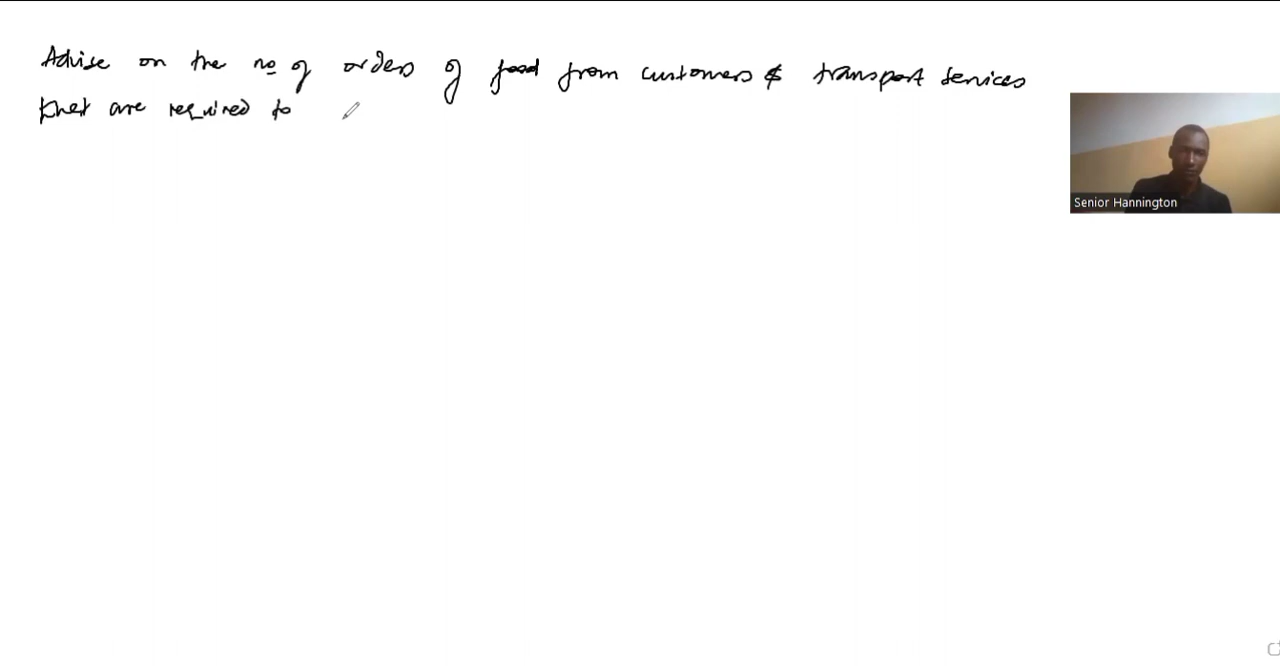 Advise on the no of orders of food from customers & transport services
that are required to
Senior Hannington